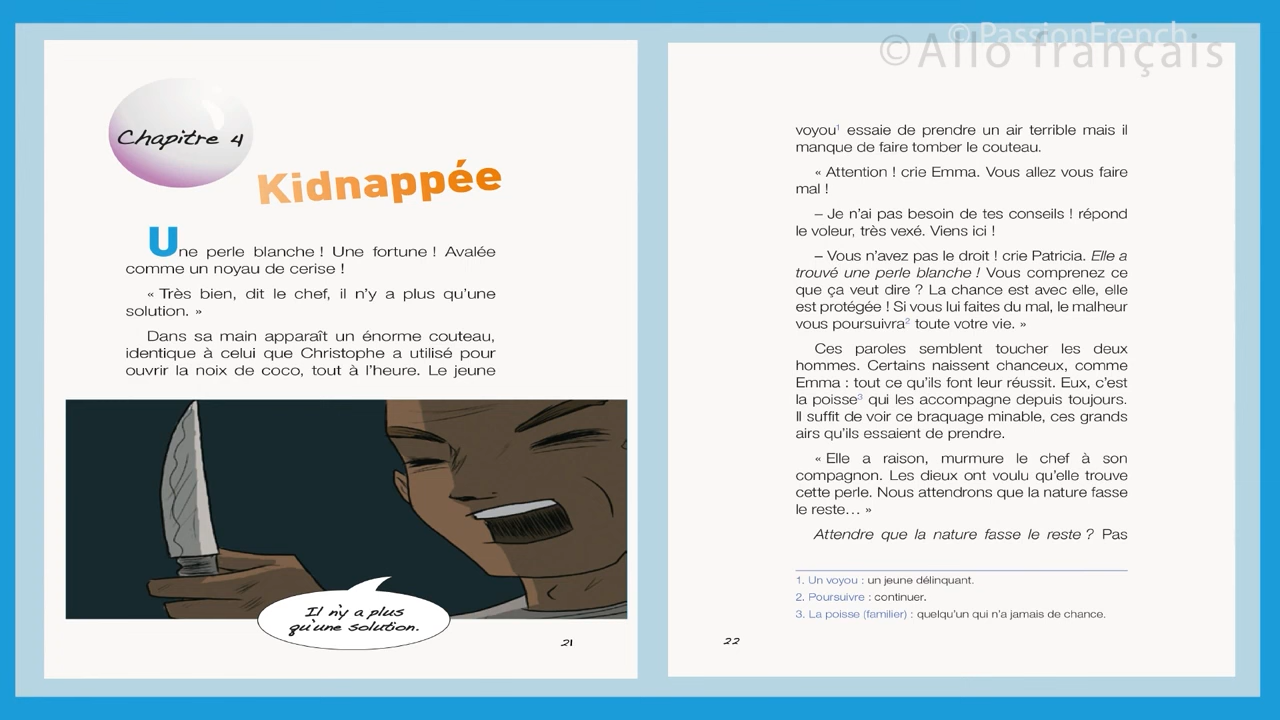 © PassionFrench
©Allo français
Chapitre 4
Kidnappée
Une perle blanche ! Une fortune ! Avalée
comme un noyau de cerise !
« Très bien, dit le chef, il n'y a plus qu'une
solution. »
Dans sa main apparaît un énorme couteau,
identique à celui que Christophe a utilisé pour
ouvrir la noix de coco, tout à l'heure. Le jeune
Il n'y a plus
qu'une solution.
21
voyou¹ essaie de prendre un air terrible mais il
manque de faire tomber le couteau.
« Attention ! crie Emma. Vous allez vous faire
mal !
– Je n'ai pas besoin de tes conseils ! répond
le voleur, très vexé. Viens ici !
– Vous n'avez pas le droit ! crie Patricia. Elle a
trouvé une perle blanche ! Vous comprenez ce
que ça veut dire ? La chance est avec elle, elle
est protégée ! Si vous lui faites du mal, le malheur
vous poursuivra² toute votre vie. »
Ces paroles semblent toucher les deux
hommes. Certains naissent chanceux, comme
Emma : tout ce qu'ils font leur réussit. Eux, c'est
la poisse³ qui les accompagne depuis toujours.
Il suffit de voir ce braquage minable, ces grands
airs qu'ils essaient de prendre.
« Elle a raison, murmure le chef à son
compagnon. Les dieux ont voulu qu'elle trouve
cette perle. Nous attendrons que la nature fasse
le reste… »
Attendre que la nature fasse le reste ? Pas
1. Un voyou : un jeune délinquant.
2. Poursuivre : continuer.
3. La poisse (familier) : quelqu'un qui n'a jamais de chance.
22